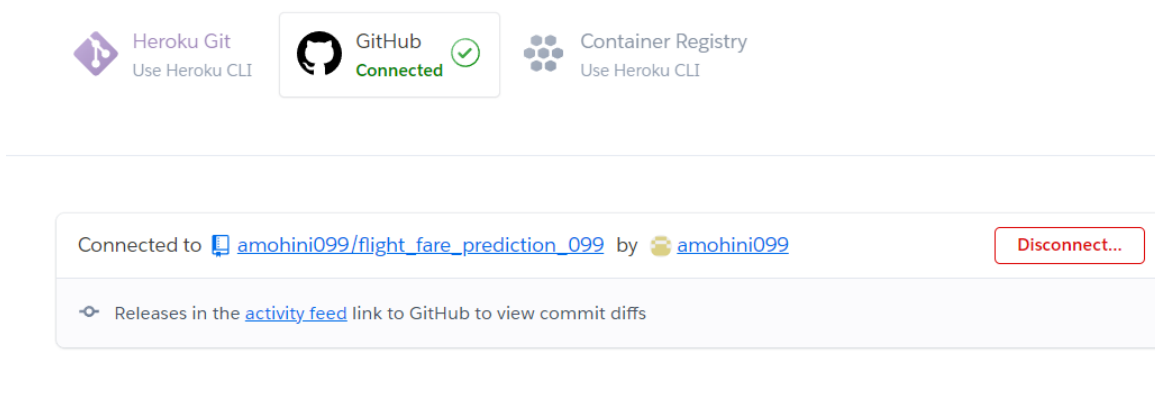 Heroku Git
Use Heroku CLI
GitHub
Connected
Container Registry
Use Heroku CLI
Connected to amohini099/flight_fare_prediction_099 by amohini099
Disconnect...
Releases in the activity feed link to GitHub to view commit diffs